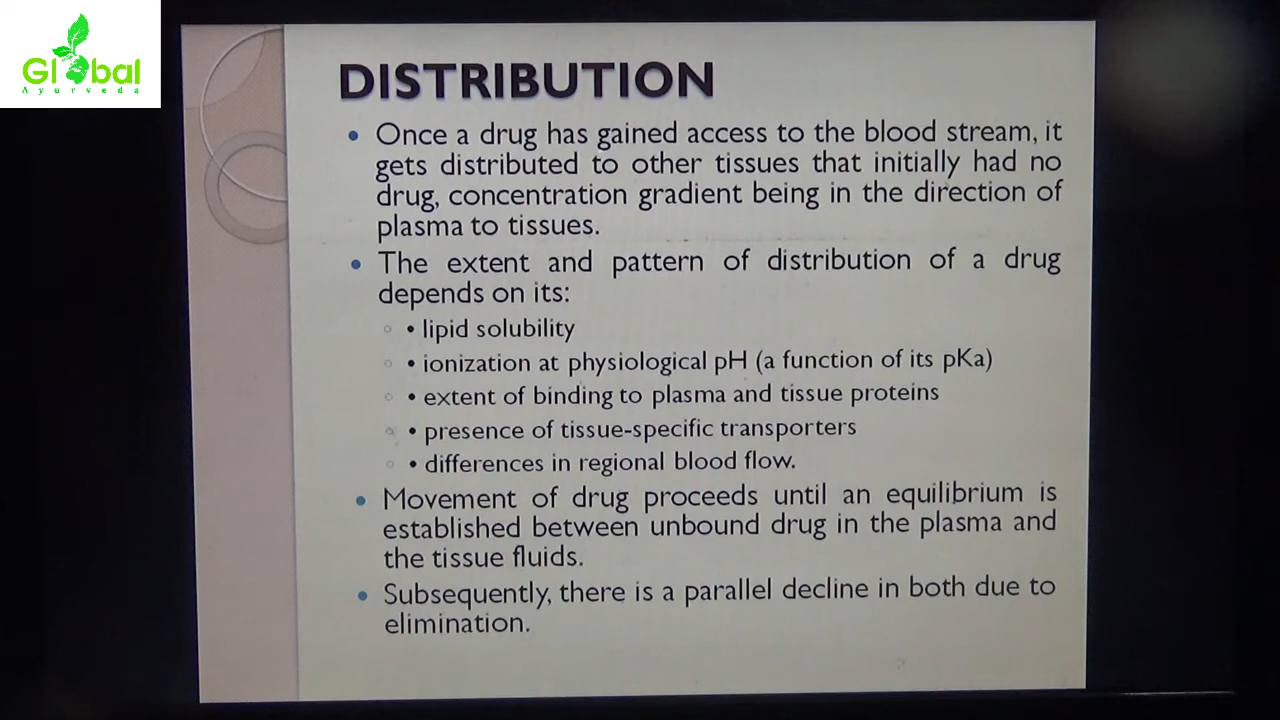 Global
Ayurveda
DISTRIBUTION
• Once a drug has gained access to the blood stream, it
gets distributed to other tissues that initially had no
drug, concentration gradient being in the direction of
plasma to tissues.
• The extent and pattern of distribution of a drug
depends on its:
○ • lipid solubility
○ • ionization at physiological pH (a function of its pKa)
○ • extent of binding to plasma and tissue proteins
○ • presence of tissue-specific transporters
○ • differences in regional blood flow.
• Movement of drug proceeds until an equilibrium is
established between unbound drug in the plasma and
the tissue fluids.
• Subsequently, there is a parallel decline in both due to
elimination.